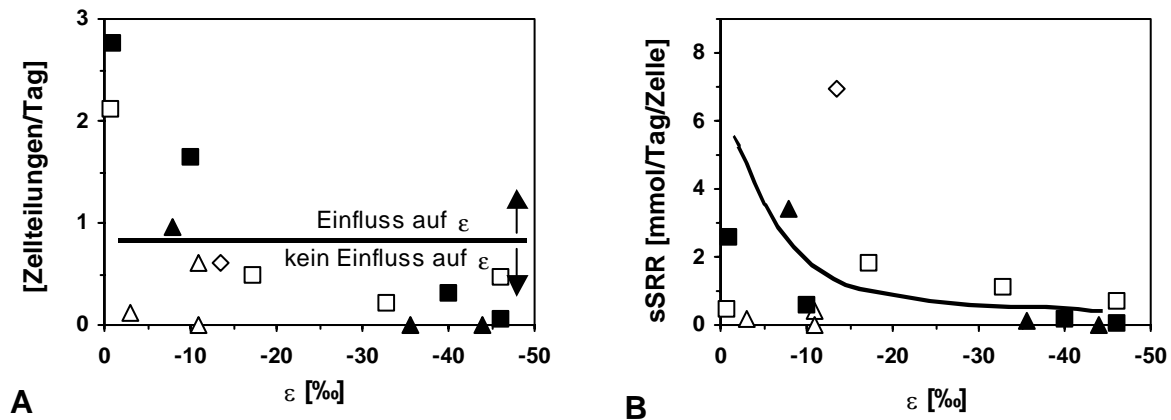 3
2
1
0
[Zellteilungen/Tag]
Einfluss auf ε
kein Einfluss auf ε
0 -10 -20 -30 -40 -50
ε [‰]
A
8
6
4
2
0
sSRR [mmol/Tag/Zelle]
0 -10 -20 -30 -40 -50
ε [‰]
B